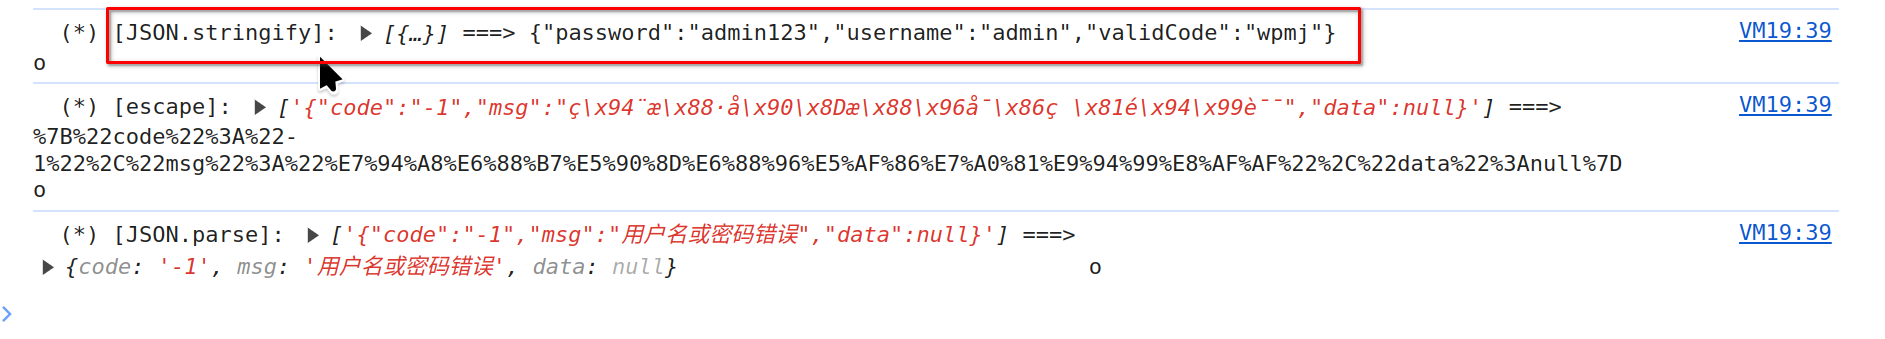 (*) [JSON.stringify]: ▶ [{…}] ===> {"password":"admin123","username":"admin","validCode":"wpmj"} VM19:39
o
(*) [escape]: ▶ ['{"code":"-1","msg":"ç\x94¨æ\x88·å\x90\x8Dæ\x88\x96å¯\x86ç \x81é\x94\x99è¯¯","data":null}'] ===> VM19:39
%7B%22code%22%3A%22-
1%22%2C%22msg%22%3A%22%E7%94%A8%E6%88%B7%E5%90%8D%E6%88%96%E5%AF%86%E7%A0%81%E9%94%99%E8%AF%AF%22%2C%22data%22%3Anull%7D
o
(*) [JSON.parse]: ▶ ['{"code":"-1","msg":"用户名或密码错误","data":null}'] ===> VM19:39
▶ {code: '-1', msg: '用户名或密码错误', data: null} o